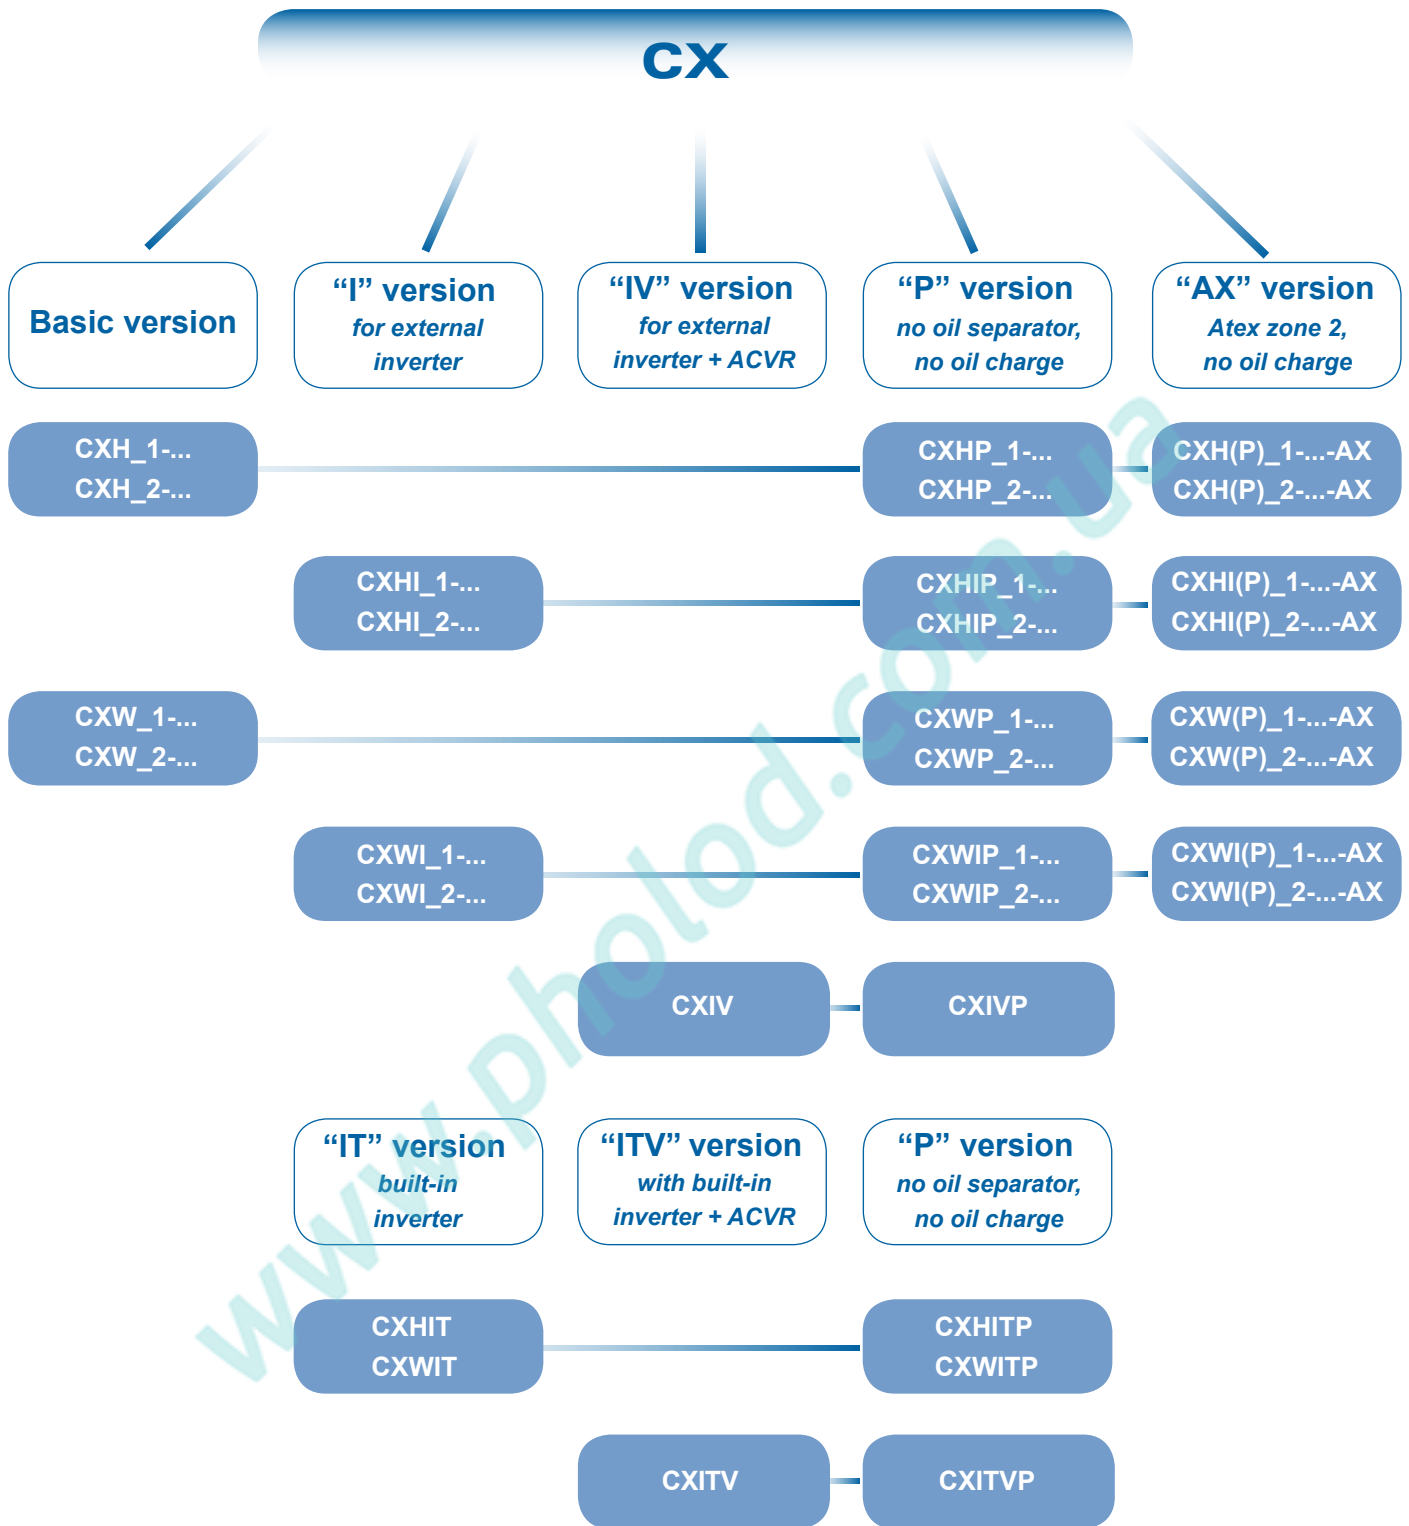 CX
Basic version
“I” version
for external
inverter
“IV” version
for external
inverter + ACVR
“P” version
no oil separator,
no oil charge
“AX” version
Atex zone 2,
no oil charge
CXH_1-...
CXH_2-...
CXHP_1-...
CXHP_2-...
CXH(P)_1-...-AX
CXH(P)_2-...-AX
CXHI_1-...
CXHI_2-...
CXHIP_1-...
CXHIP_2-...
CXHI(P)_1-...-AX
CXHI(P)_2-...-AX
CXW_1-...
CXW_2-...
CXWP_1-...
CXWP_2-...
CXW(P)_1-...-AX
CXW(P)_2-...-AX
CXWI_1-...
CXWI_2-...
CXWIP_1-...
CXWIP_2-...
CXWI(P)_1-...-AX
CXWI(P)_2-...-AX
CXIV
CXIVP
“IT” version
built-in
inverter
“ITV” version
with built-in
inverter + ACVR
“P” version
no oil separator,
no oil charge
CXHIT
CXWIT
CXHITP
CXWITP
CXITV
CXITVP
www.pholod.com.ua